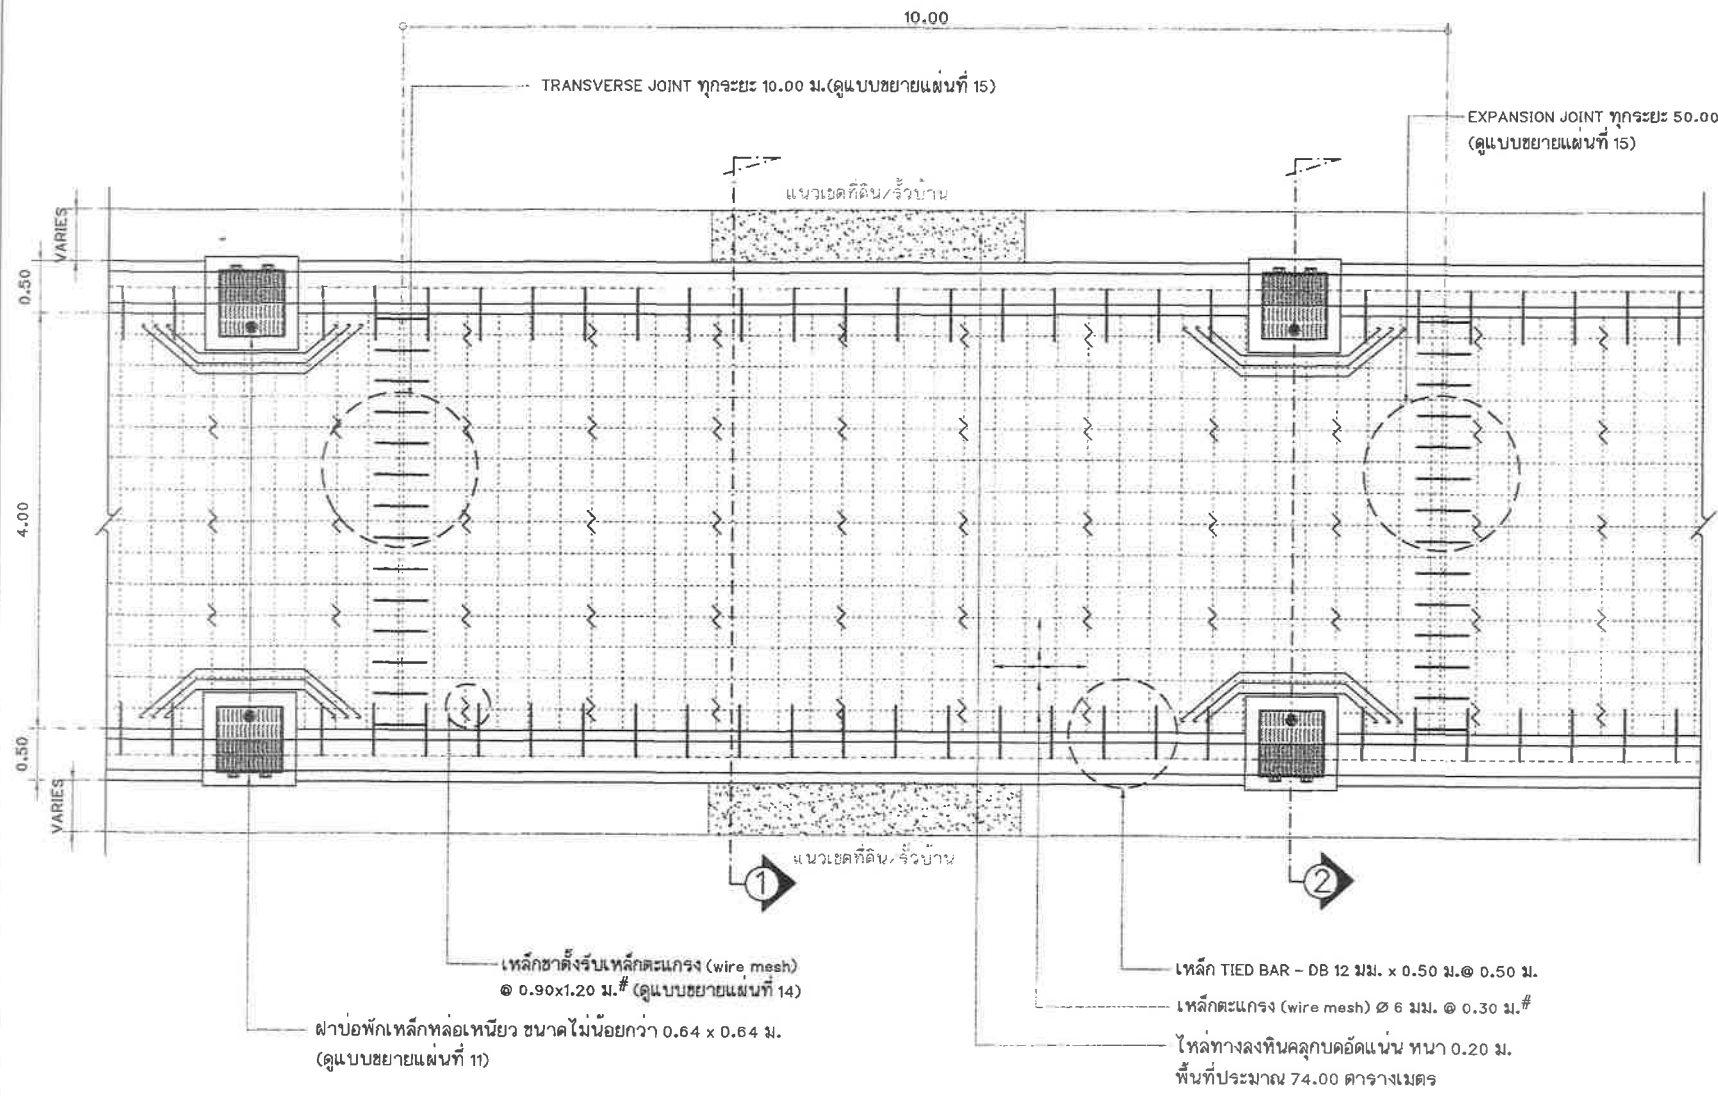 10.00
TRANSVERSE JOINT ทุกระยะ 10.00 ม.(ดูแบบขยายแผ่นที่ 15)
EXPANSION JOINT ทุกระยะ 50.00
(ดูแบบขยายแผ่นที่ 15)
แนวเขตที่ดิน/รั้วบ้าน
VARIES
0.50
4.00
0.50
VARIES
แนวเขตที่ดิน/รั้วบ้าน
1
2
เหล็กขาตั้งรับเหล็กตะแกรง (wire mesh)
@ 0.90x1.20 ม.# (ดูแบบขยายแผ่นที่ 14)
ฝาบ่อพักเหล็กหล่อเหนียว ขนาดไม่น้อยกว่า 0.64 x 0.64 ม.
(ดูแบบขยายแผ่นที่ 11)
เหล็ก TIED BAR - DB 12 มม. x 0.50 ม.@ 0.50 ม.
เหล็กตะแกรง (wire mesh) Ø 6 มม. @ 0.30 ม.#
ไหล่ทางลงหินคลุกบดอัดแน่น หนา 0.20 ม.
พื้นที่ประมาณ 74.00 ตารางเมตร